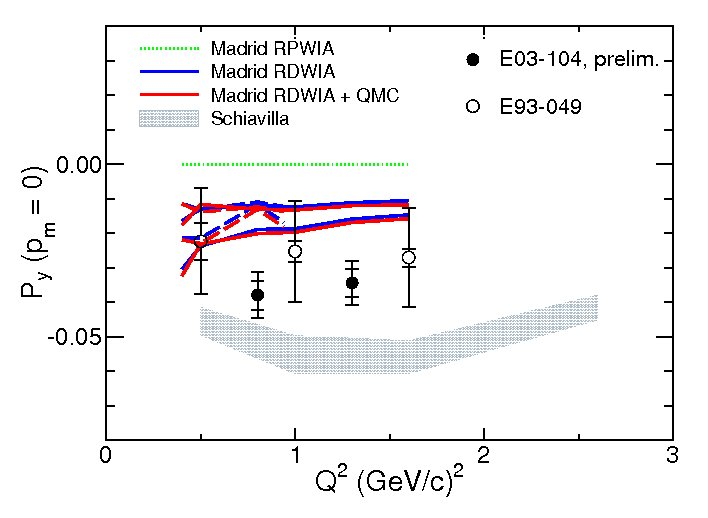 Madrid RPWIA
Madrid RDWIA
Madrid RDWIA + QMC
Schiavilla
E03-104, prelim.
E93-049
0.00
-0.05
P_y (p_m = 0)
0 1 2 3
Q^2 (GeV/c)^2